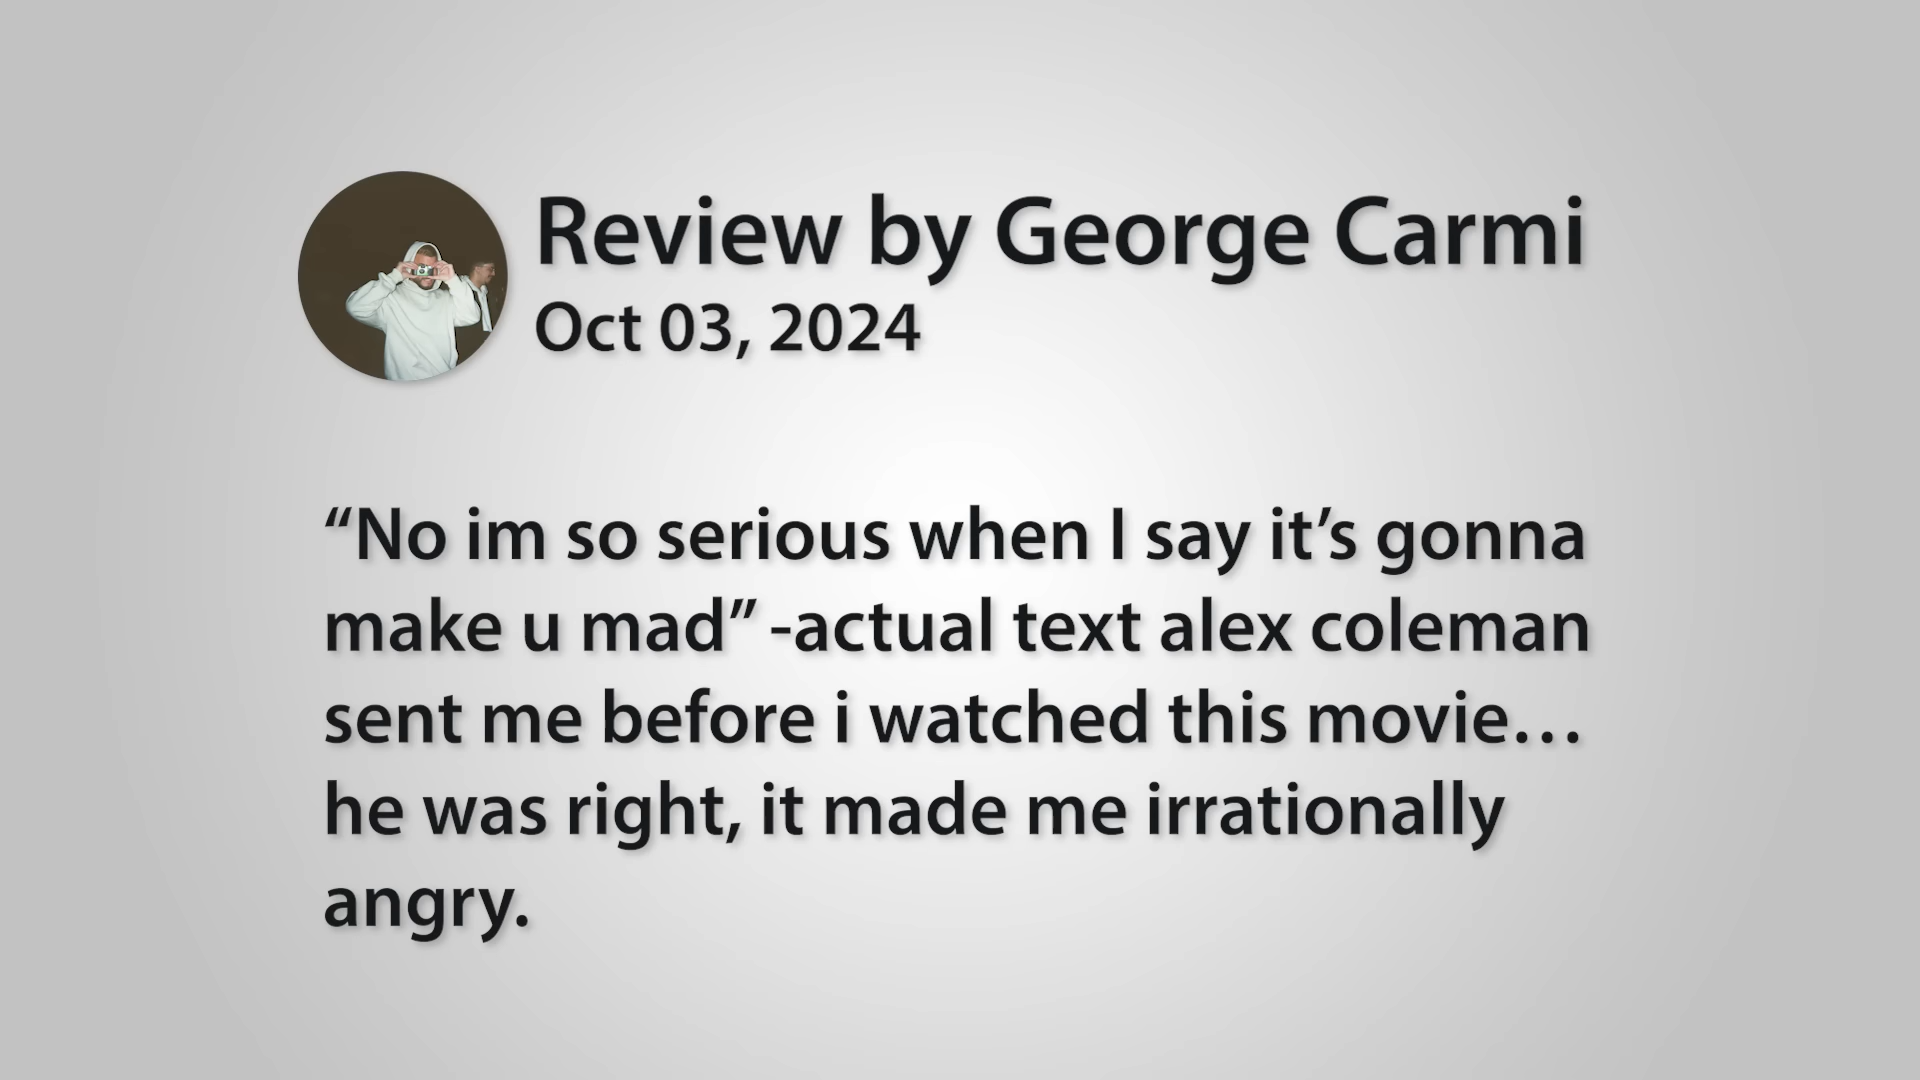 Review by George Carmi
Oct 03, 2024
“No im so serious when I say it’s gonna
make u mad” -actual text alex coleman
sent me before i watched this movie…
he was right, it made me irrationally
angry.